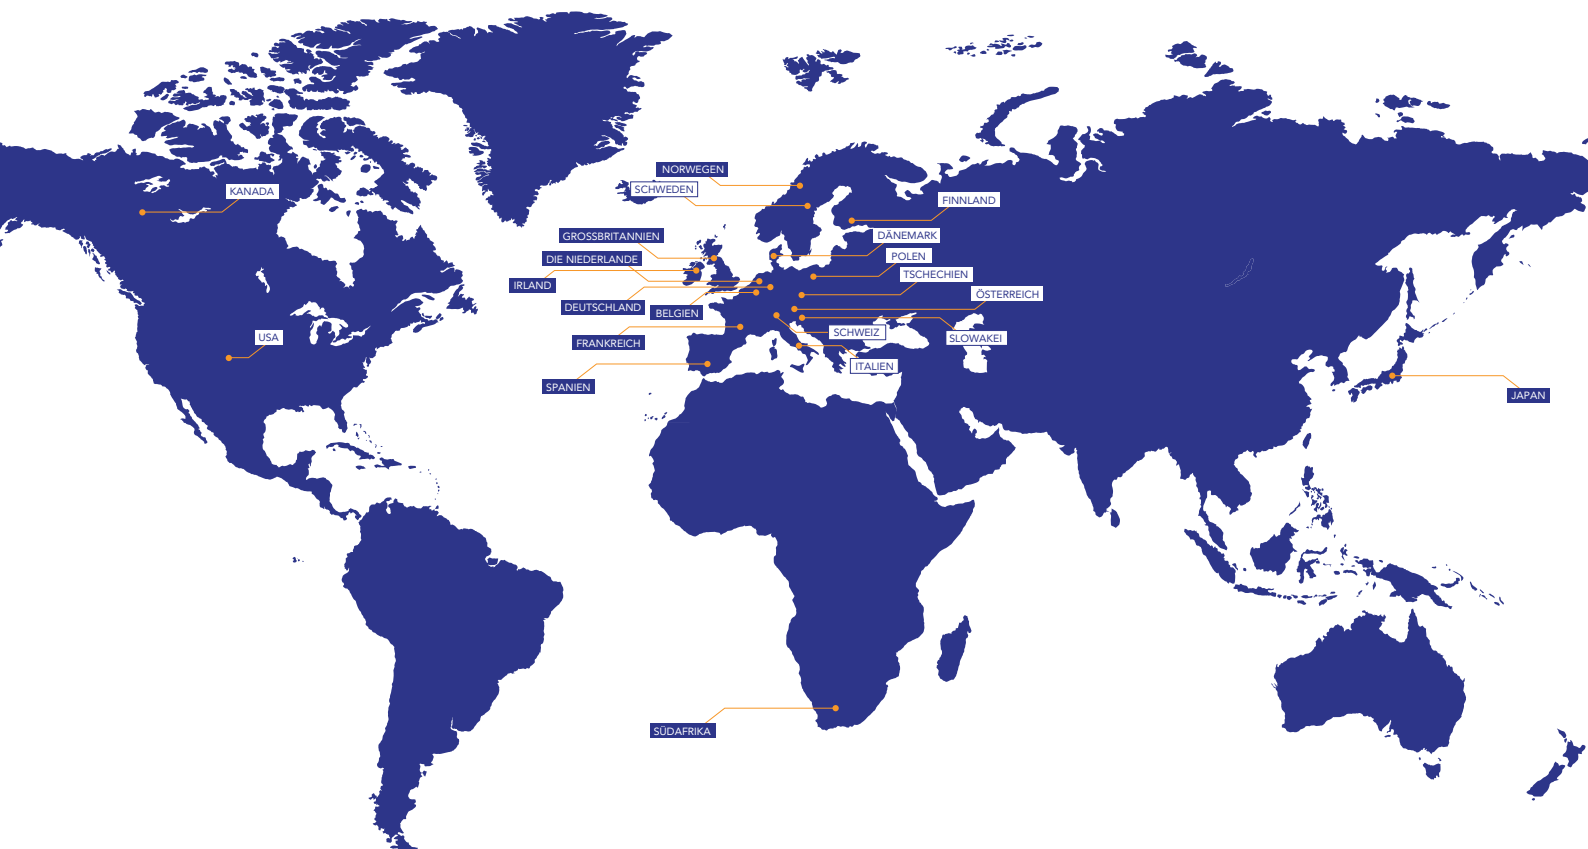 NORWEGEN
SCHWEDEN
KANADA
FINNLAND
GROSSBRITANNIEN
DÄNEMARK
DIE NIEDERLANDE
POLEN
TSCHECHIEN
IRLAND
ÖSTERREICH
DEUTSCHLAND
BELGIEN
USA
SCHWEIZ
SLOWAKEI
FRANKREICH
ITALIEN
SPANIEN
JAPAN
SÜDAFRIKA